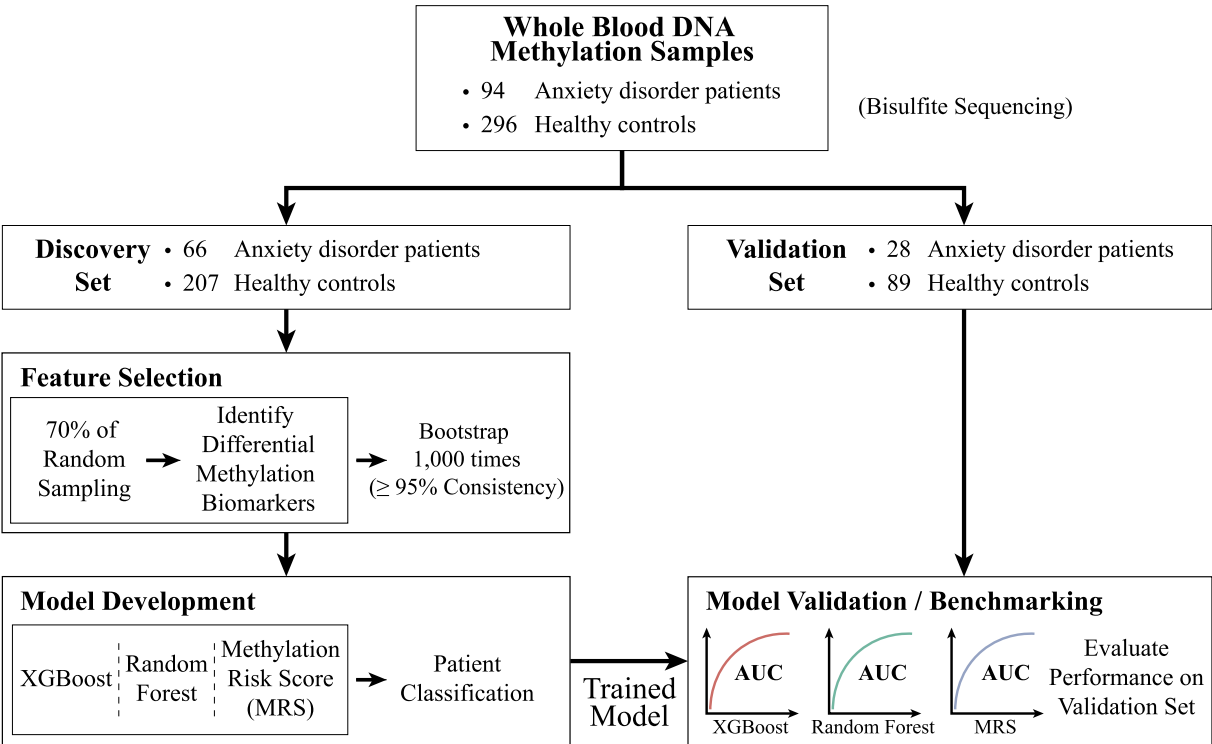 Whole Blood DNA
Methylation Samples
• 94 Anxiety disorder patients
• 296 Healthy controls
(Bisulfite Sequencing)
Discovery
Set
• 66 Anxiety disorder patients
• 207 Healthy controls
Validation
Set
• 28 Anxiety disorder patients
• 89 Healthy controls
Feature Selection
70% of
Random
Sampling
Identify
Differential
Methylation
Biomarkers
Bootstrap
1,000 times
(≥ 95% Consistency)
Model Development
XGBoost
Random
Forest
Methylation
Risk Score
(MRS)
Patient
Classification
Trained
Model
Model Validation / Benchmarking
AUC
XGBoost
AUC
Random Forest
AUC
MRS
Evaluate
Performance on
Validation Set